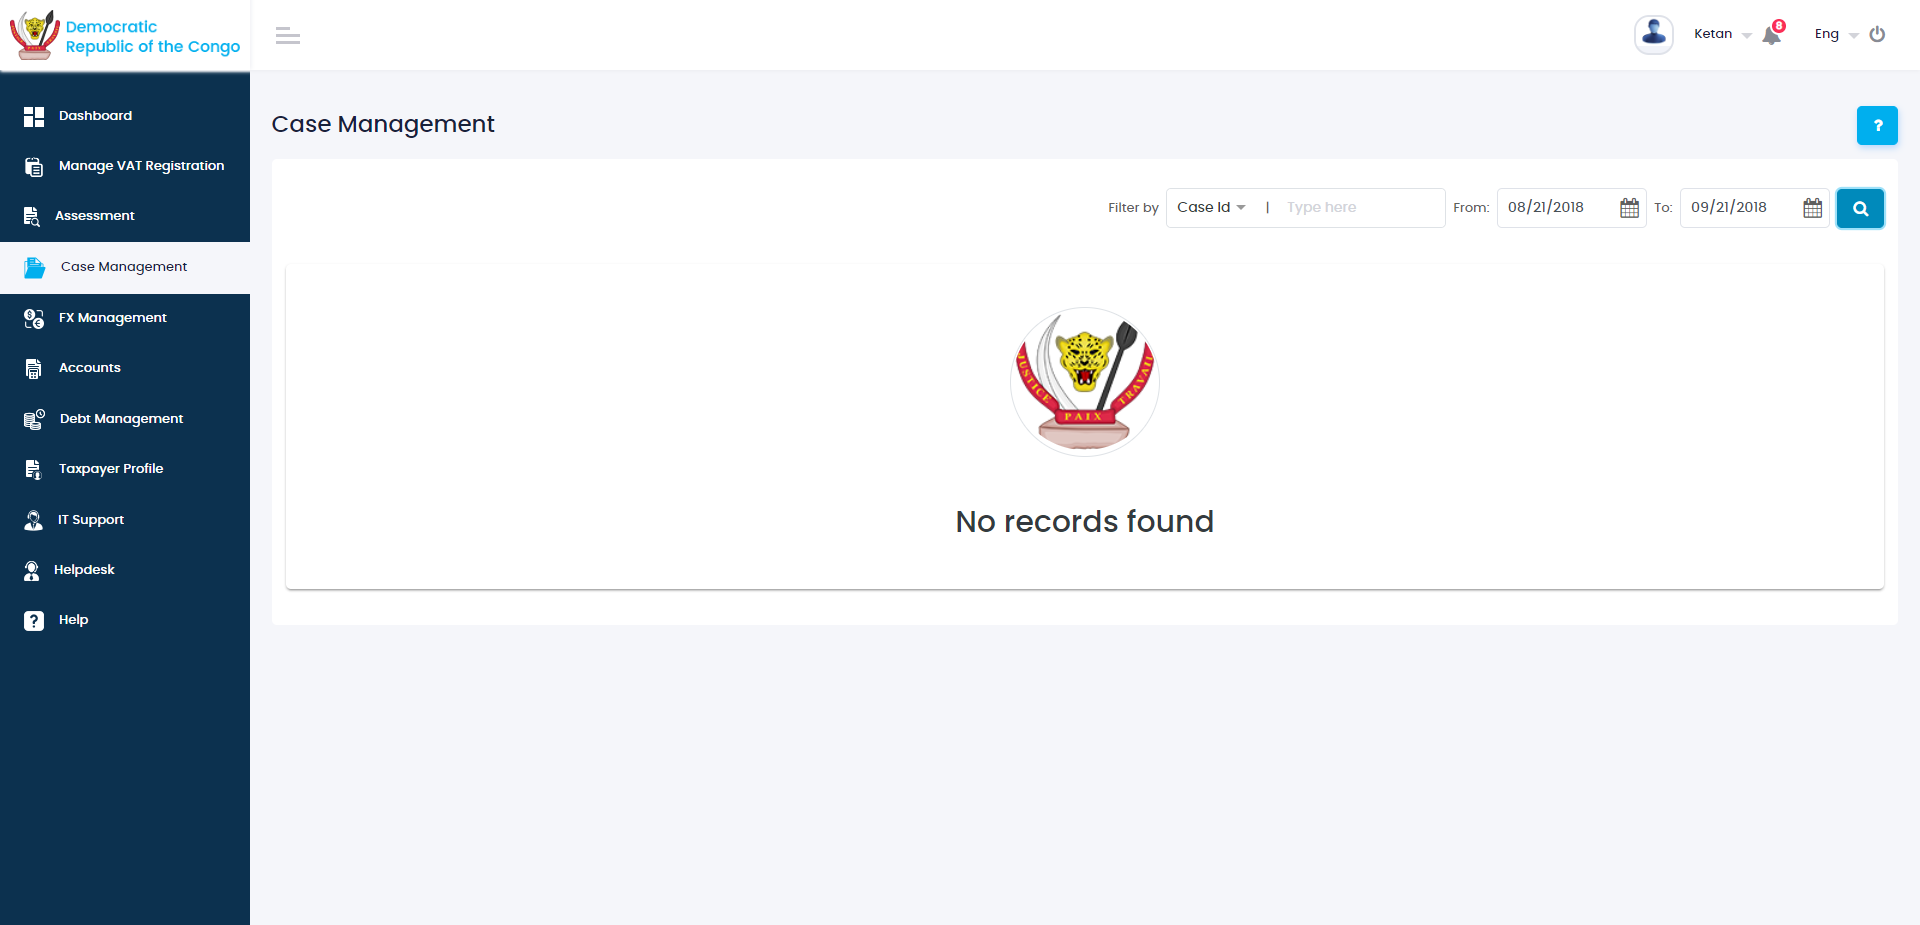 Democratic
Republic of the Congo
Ketan
8
Eng
Dashboard
Manage VAT Registration
Assessment
Case Management
FX Management
Accounts
Debt Management
Taxpayer Profile
IT Support
Helpdesk
? Help
Case Management
?
Filter by Case Id | Type here From: 08/21/2018 To: 09/21/2018
JUSTICE PAIX TRAVAIL
No records found